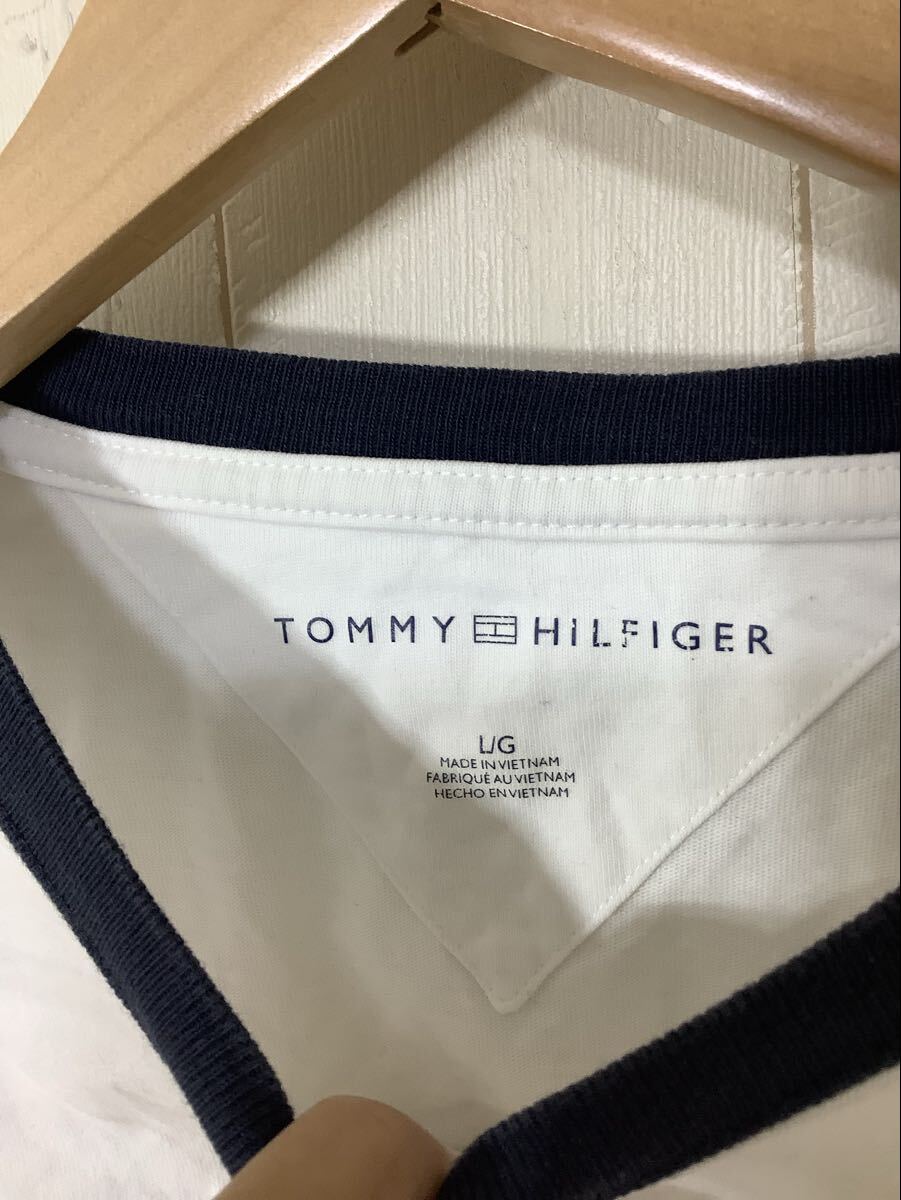 TOMMY HILFIGER
L/G
MADE IN VIETNAM
FABRIQUÉ AU VIETNAM
HECHO EN VIETNAM